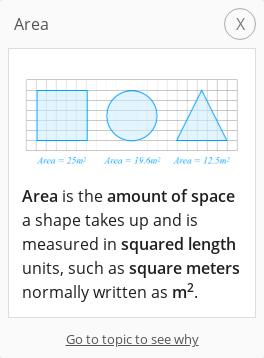 Area X
Area = 25m² Area = 19.6m² Area = 12.5m²
Area is the amount of space
a shape takes up and is
measured in squared length
units, such as square meters
normally written as m².
Go to topic to see why